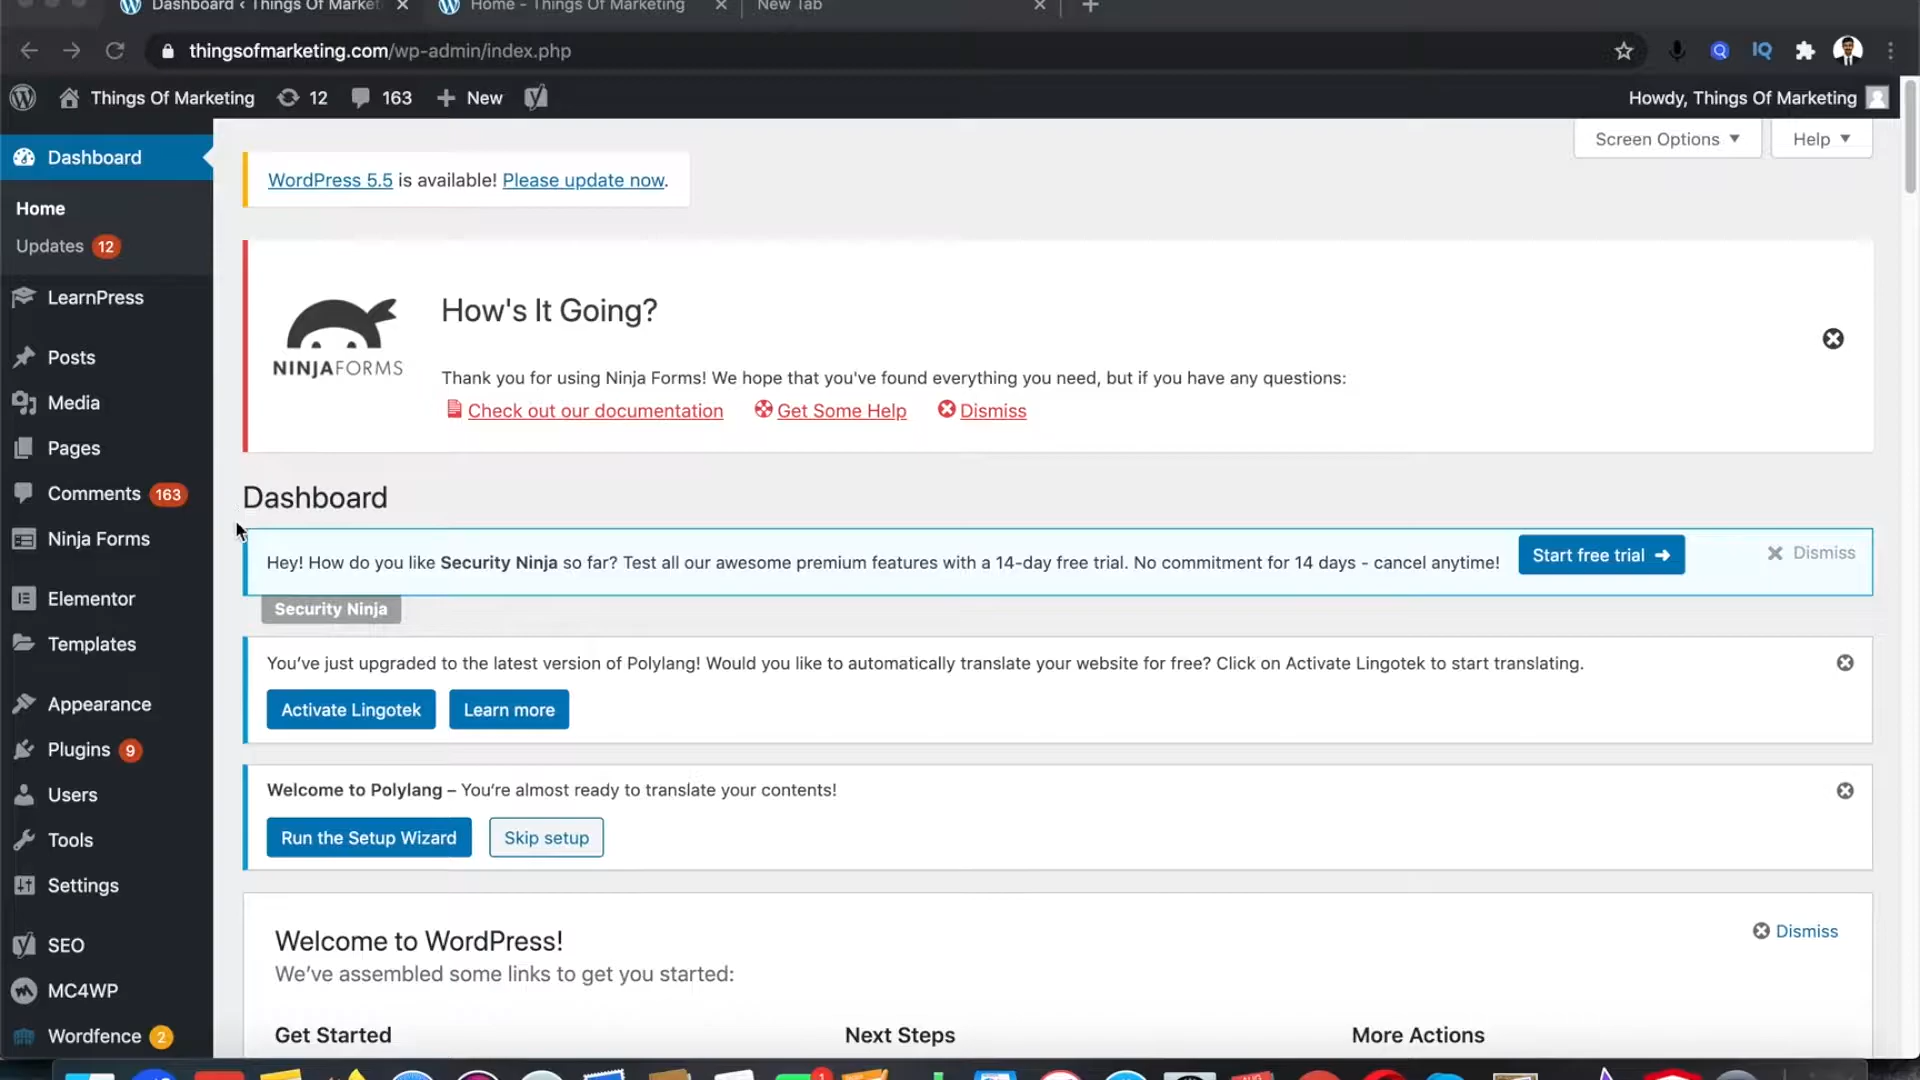 Dashboard ‹ Things Of Market
Home - Things Of Marketing
New Tab
thingsofmarketing.com/wp-admin/index.php
Things Of Marketing
12
163
New
Howdy, Things Of Marketing
Dashboard
Home
Updates 12
LearnPress
Posts
Media
Pages
Comments 163
Ninja Forms
Elementor
Templates
Appearance
Plugins 9
Users
Tools
Settings
SEO
MC4WP
Wordfence 2
Screen Options
Help
WordPress 5.5 is available! Please update now.
NINJAFORMS
How's It Going?
Thank you for using Ninja Forms! We hope that you've found everything you need, but if you have any questions:
Check out our documentation
Get Some Help
Dismiss
Dashboard
Hey! How do you like Security Ninja so far? Test all our awesome premium features with a 14-day free trial. No commitment for 14 days - cancel anytime!
Start free trial ➜
Dismiss
Security Ninja
You’ve just upgraded to the latest version of Polylang! Would you like to automatically translate your website for free? Click on Activate Lingotek to start translating.
Activate Lingotek
Learn more
Welcome to Polylang – You’re almost ready to translate your contents!
Run the Setup Wizard
Skip setup
Welcome to WordPress!
Dismiss
We’ve assembled some links to get you started:
Get Started
Next Steps
More Actions